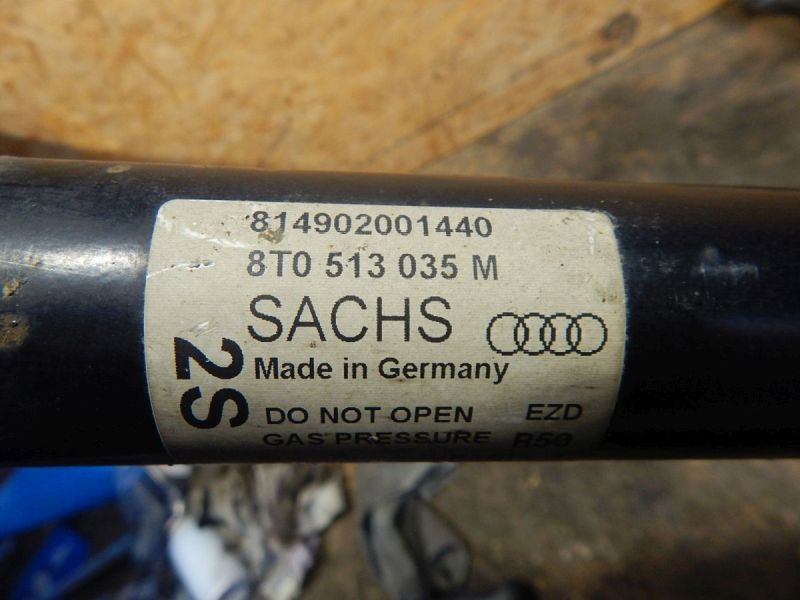 814902001440
8T0 513 035 M
SACHS
2S
Made in Germany
DO NOT OPEN EZD
GAS PRESSURE R50